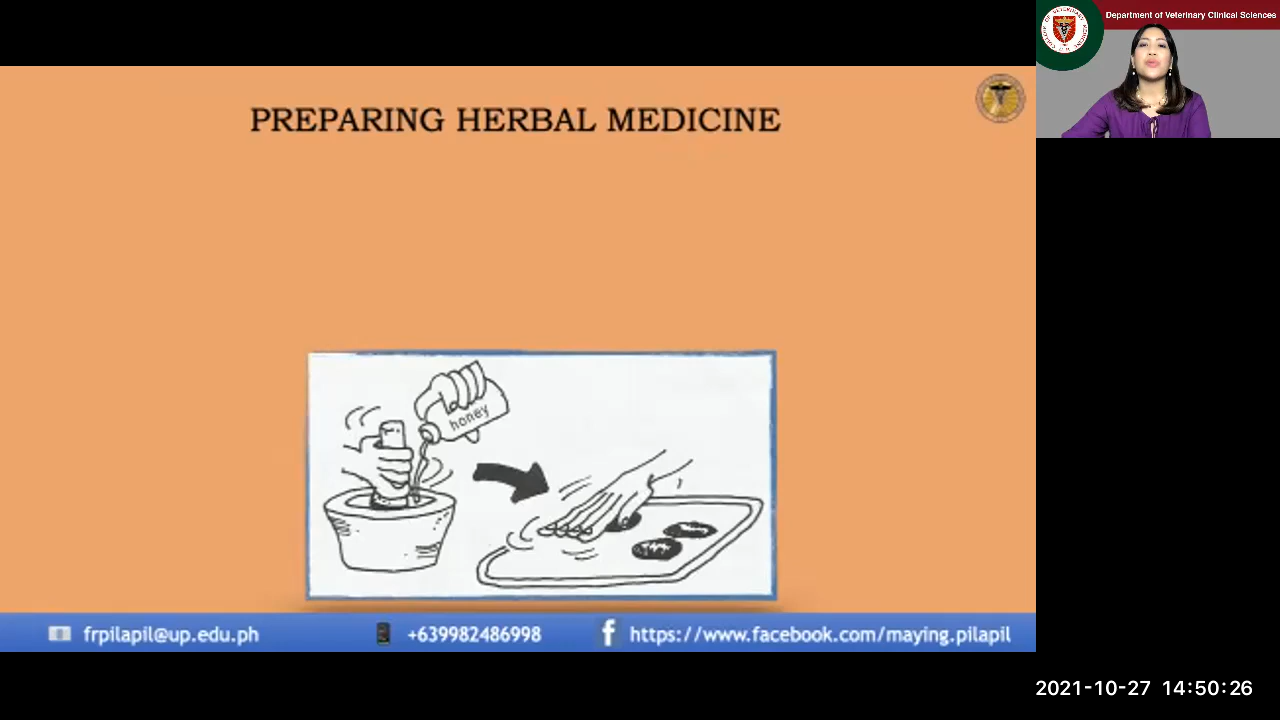 Department of Veterinary Clinical Sciences
PREPARING HERBAL MEDICINE
honey
frpilapil@up.edu.ph
+639982486998
https://www.facebook.com/maying.pilapil
2021-10-27 14:50:26